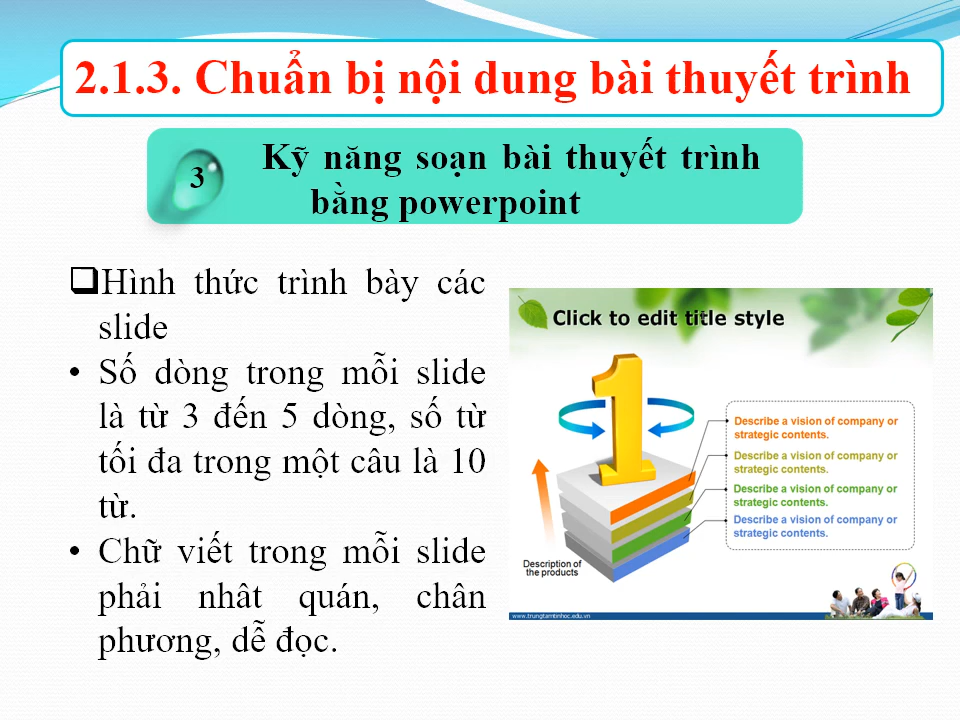 2.1.3. Chuẩn bị nội dung bài thuyết trình
3
Kỹ năng soạn bài thuyết trình
bằng powerpoint
Hình thức trình bày các
slide
• Số dòng trong mỗi slide
là từ 3 đến 5 dòng, số từ
tối đa trong một câu là 10
từ.
• Chữ viết trong mỗi slide
phải nhât quán, chân
phương, dễ đọc.
Click to edit title style
1
Describe a vision of company or
strategic contents.
Describe a vision of company or
strategic contents.
Describe a vision of company or
strategic contents.
Describe a vision of company or
strategic contents.
Description of
the products
www.trungtamtinhoc.edu.vn